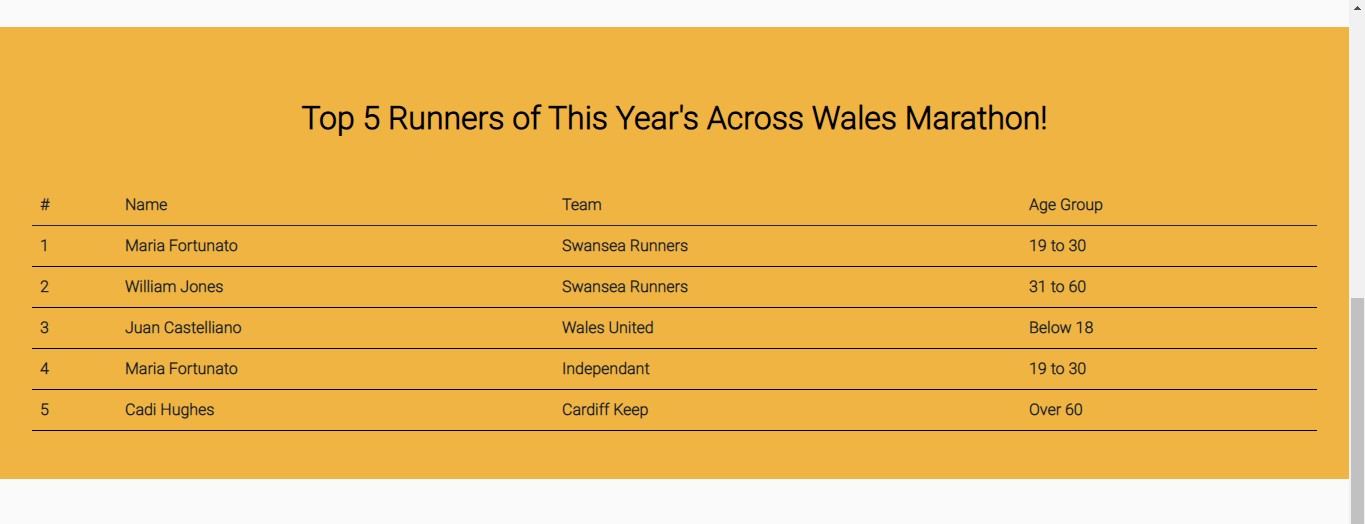 Top 5 Runners of This Year's Across Wales Marathon!
# Name Team Age Group
1 Maria Fortunato Swansea Runners 19 to 30
2 William Jones Swansea Runners 31 to 60
3 Juan Castelliano Wales United Below 18
4 Maria Fortunato Independant 19 to 30
5 Cadi Hughes Cardiff Keep Over 60